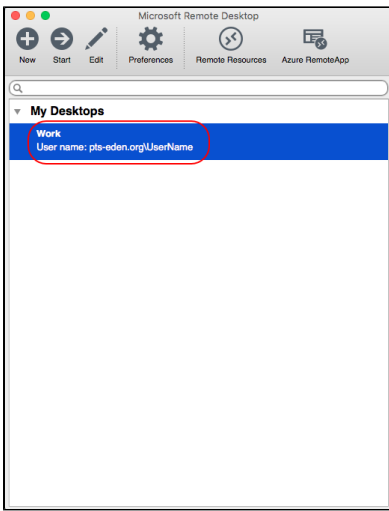 Microsoft Remote Desktop
New Start Edit Preferences Remote Resources Azure RemoteApp
My Desktops
Work
User name: pts-eden.org\UserName